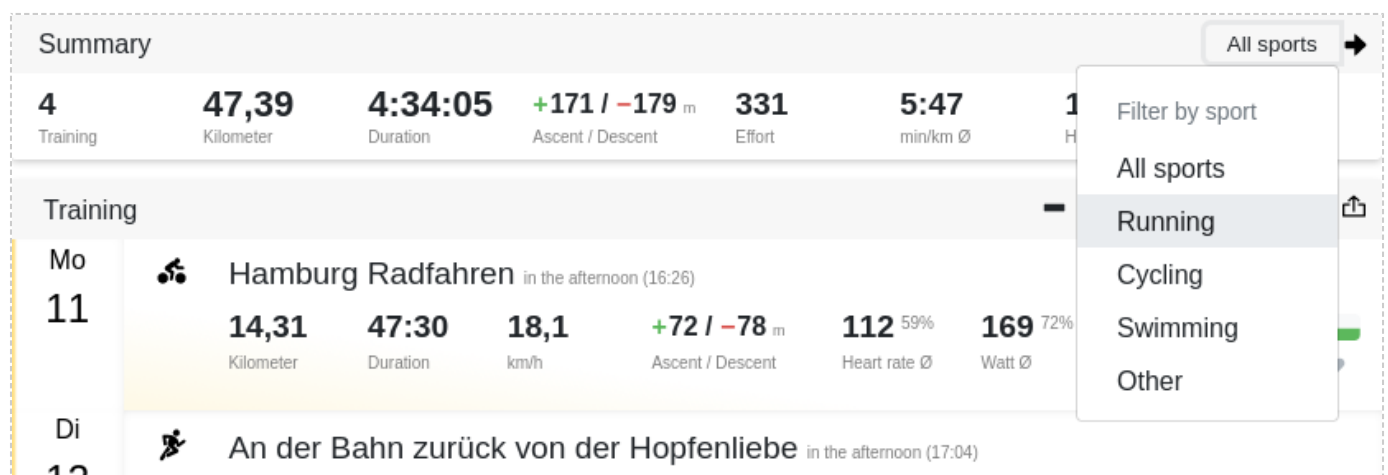 Summary All sports
4 47,39 4:34:05 +171 / −179 m 331 5:47
Training Kilometer Duration Ascent / Descent Effort min/km Ø
Filter by sport
All sports
Running
Cycling
Swimming
Other
Training
Mo
11
Hamburg Radfahren in the afternoon (16:26)
14,31 47:30 18,1 +72 / −78 m 112 59% 169 72%
Kilometer Duration km/h Ascent / Descent Heart rate Ø Watt Ø
Di
An der Bahn zurück von der Hopfenliebe in the afternoon (17:04)